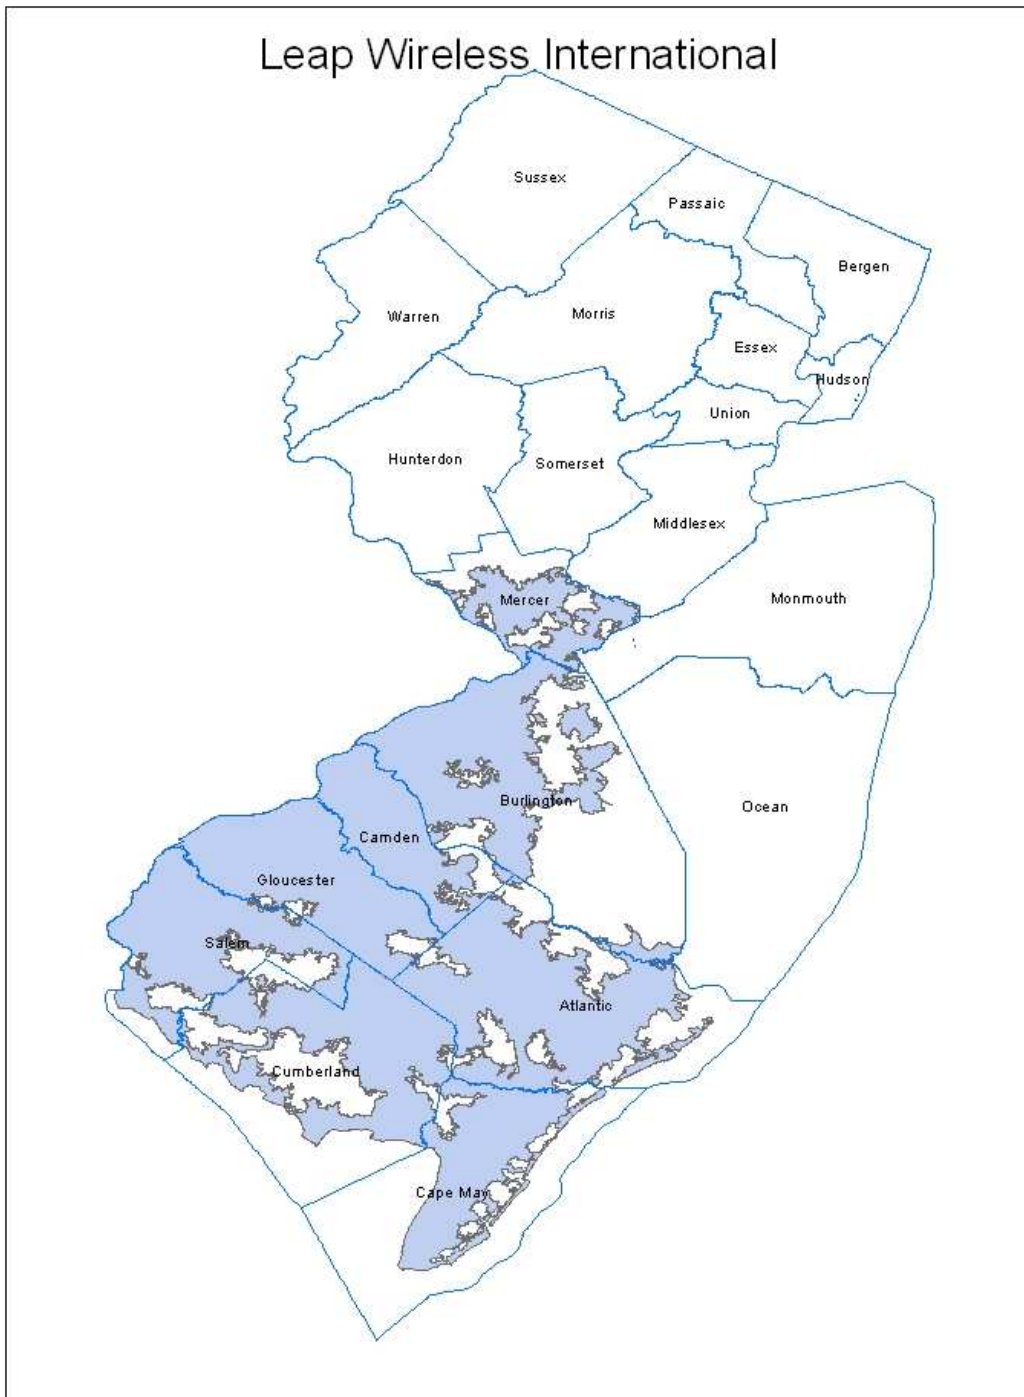 Leap Wireless International
Sussex
Passaic
Bergen
Warren
Morris
Essex
Hudson
Union
Hunterdon
Somerset
Middlesex
Mercer
Monmouth
Burlington
Ocean
Camden
Gloucester
Salem
Atlantic
Cumberland
Cape May